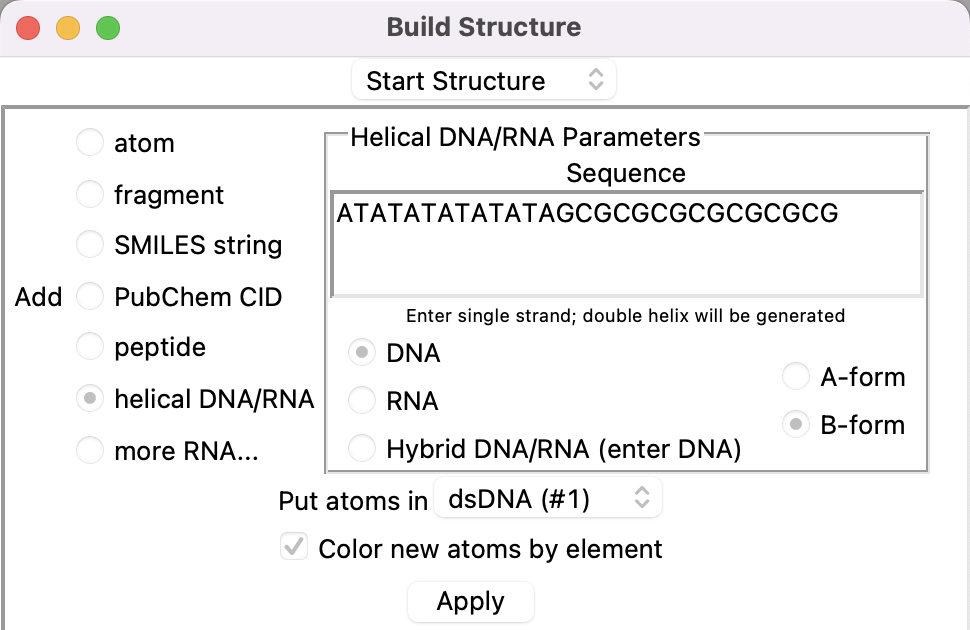 Build Structure
Start Structure
atom
fragment
SMILES string
Add
PubChem CID
peptide
helical DNA/RNA
more RNA...
Helical DNA/RNA Parameters
Sequence
ATATATATATATAGCGCGCGCGCGCGCG
Enter single strand; double helix will be generated
DNA
RNA
Hybrid DNA/RNA (enter DNA)
A-form
B-form
Put atoms in dsDNA (#1)
Color new atoms by element
Apply